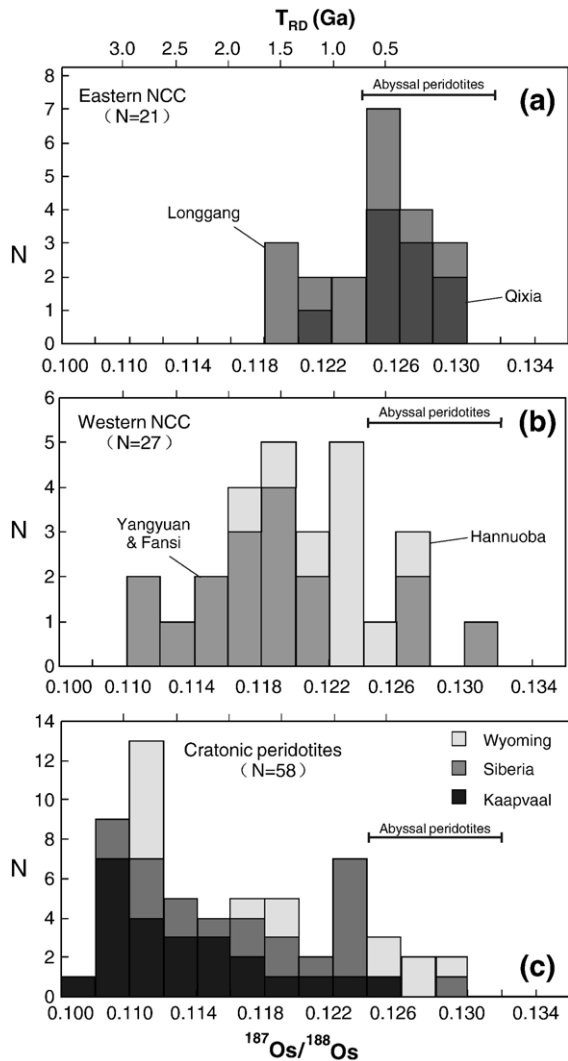 T_RD (Ga)
3.0 2.5 2.0 1.5 1.0 0.5
8
7
6
5
4
3
2
1
0
N
Eastern NCC
(N=21)
Abyssal peridotites
(a)
Longgang
Qixia
0.100 0.110 0.114 0.118 0.122 0.126 0.130 0.134
6
5
4
3
2
1
0
N
Western NCC
(N=27)
Abyssal peridotites
(b)
Yangyuan
& Fansi
Hannuoba
0.100 0.110 0.114 0.118 0.122 0.126 0.131 0.134
14
12
10
8
6
4
2
0
N
Cratonic peridotites
(N=58)
Wyoming
Siberia
Kaapvaal
Abyssal peridotites
(c)
0.100 0.110 0.114 0.118 0.122 0.126 0.130 0.134
¹⁸⁷Os/¹⁸⁸Os